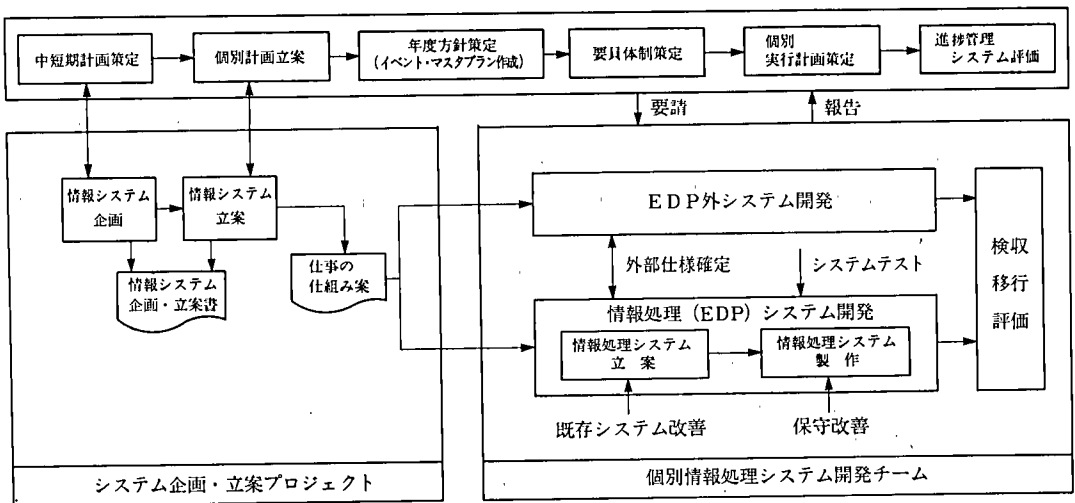 中短期計画策定
個別計画立案
年度方針策定
(イベント・マスタプラン作成)
要員体制策定
個別
実行計画策定
進捗管理
システム評価
要請
報告
情報システム
企画
情報システム
立案
情報システム
企画・立案書
仕事の
仕組み案
システム企画・立案プロジェクト
EDP外システム開発
外部仕様確定
システムテスト
情報処理(EDP)システム開発
情報処理システム
立 案
情報処理システム
製 作
既存システム改善
保守改善
検収
移行
評価
個別情報処理システム開発チーム